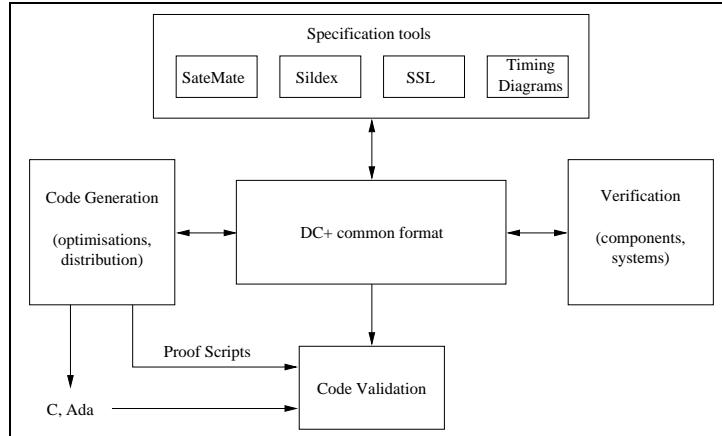 Specification tools
SateMate
Sildex
SSL
Timing
Diagrams
Code Generation
(optimisations,
distribution)
DC+ common format
Verification
(components,
systems)
Proof Scripts
Code Validation
C, Ada